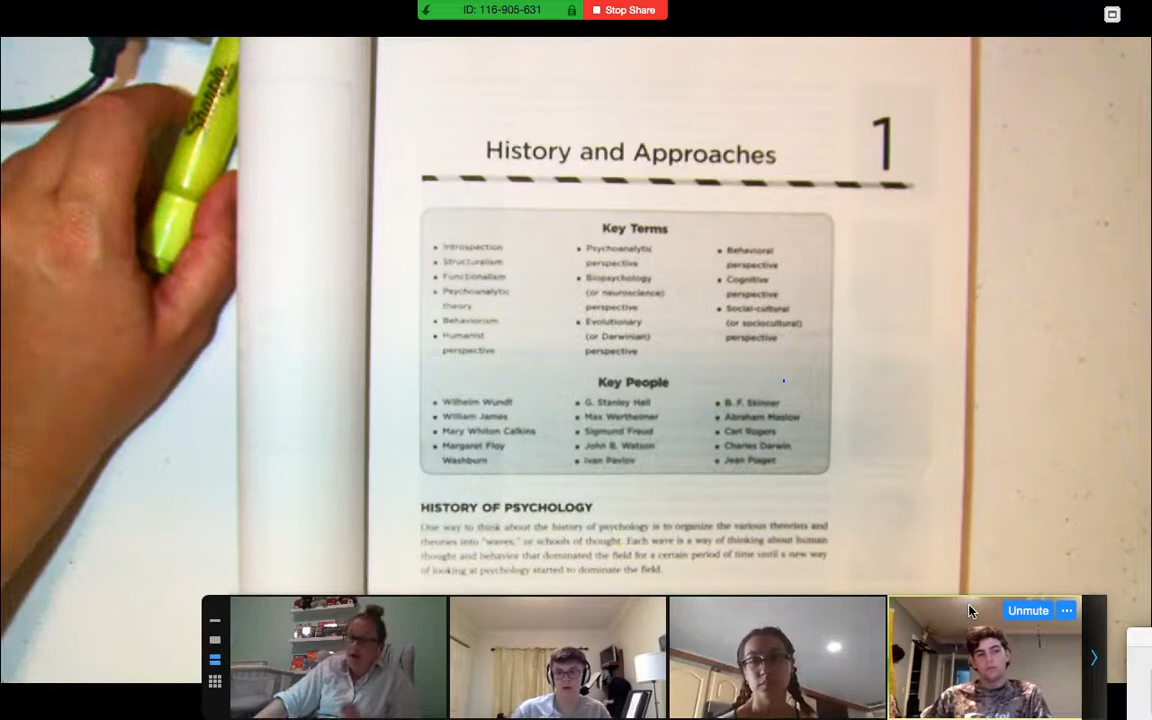 ID: 116-905-631
Stop Share
Sharpie
1
History and Approaches
Key Terms
• Introspection
• Structuralism
• Functionalism
• Psychoanalytic
theory
• Behaviorism
• Humanist
perspective
• Psychoanalytic
perspective
• Biopsychology
(or neuroscience)
perspective
• Evolutionary
(or Darwinian)
perspective
• Behavioral
perspective
• Cognitive
perspective
• Social-cultural
(or sociocultural)
perspective
Key People
• Wilhelm Wundt
• William James
• Mary Whiton Calkins
• Margaret Floy
Washburn
• G. Stanley Hall
• Max Wertheimer
• Sigmund Freud
• John B. Watson
• Ivan Pavlov
• B. F. Skinner
• Abraham Maslow
• Carl Rogers
• Charles Darwin
• Jean Piaget
HISTORY OF PSYCHOLOGY
One way to think about the history of psychology is to organize the various theorists and
theories into "waves," or schools of thought. Each wave is a way of thinking about human
thought and behavior that dominated the field for a certain period of time until a new way
of looking at psychology started to dominate the field.
Unmute